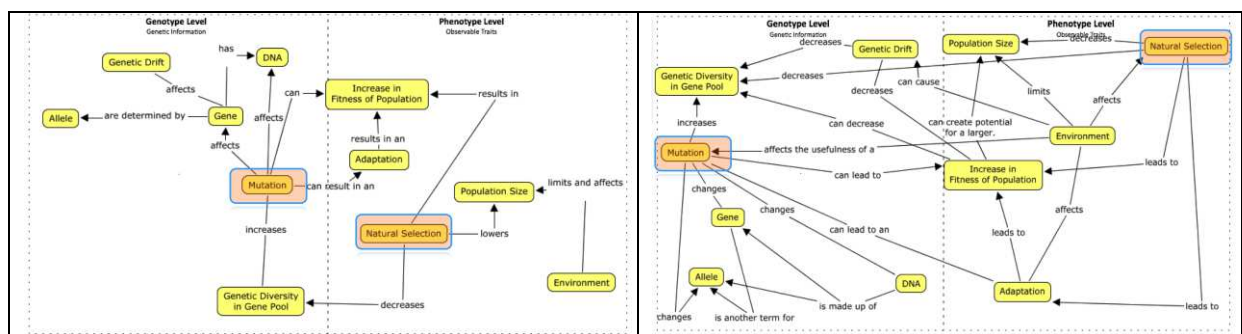 Genotype Level
Genetic Information
Phenotype Level
Observable Traits
has
DNA
Genetic Drift
affects
can
Increase in
Fitness of Population
results in
Allele
are determined by
Gene
affects
affects
results in an
Adaptation
Mutation
can result in an
Population Size
limits and affects
increases
Natural Selection
lowers
Environment
Genetic Diversity
in Gene Pool
decreases
Genotype Level
Genetic Information
Phenotype Level
Observable Traits
decreases
Genetic Drift
Population Size
decreases
Natural Selection
Genetic Diversity
in Gene Pool
decreases
can cause
decreases
limits
affects
increases
can decrease
can create potential
for a larger.
Environment
Mutation
affects the usefulness of a
can lead to
Increase in
Fitness of Population
leads to
changes
changes
Gene
affects
can lead to an
leads to
Allele
DNA
Adaptation
changes
is another term for
is made up of
leads to